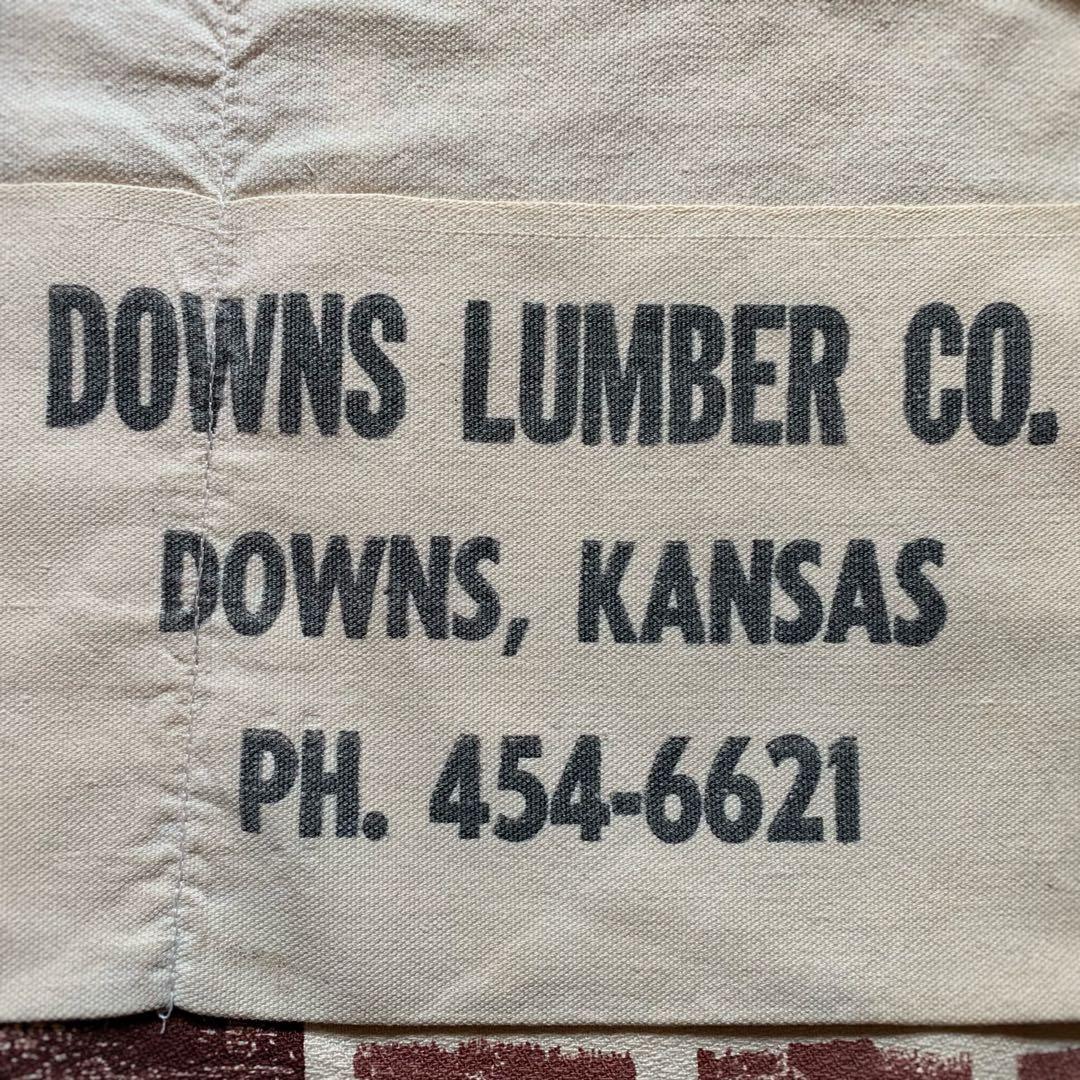 DOWNS LUMBER CO.
DOWNS, KANSAS
PH. 454-6621